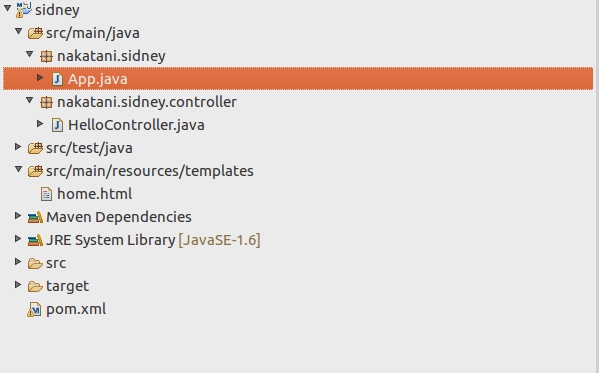 sidney
src/main/java
nakatani.sidney
App.java
nakatani.sidney.controller
HelloController.java
src/test/java
src/main/resources/templates
home.html
Maven Dependencies
JRE System Library [JavaSE-1.6]
src
target
pom.xml